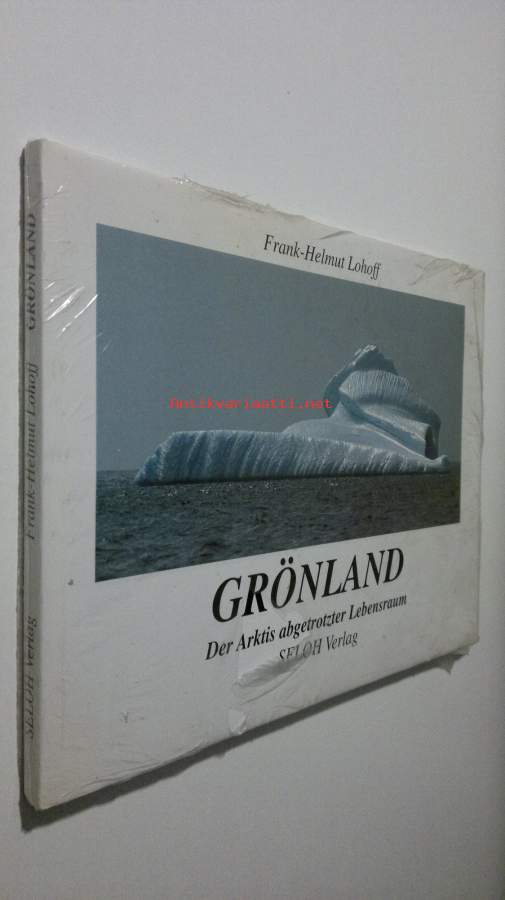 Frank-Helmut Lohoff
Antikvariaatti.net
GRÖNLAND
Der Arktis abgetrotzter Lebensraum
SELOH Verlag
GRÖNLAND
Frank-Helmut Lohoff
SELOH Verlag